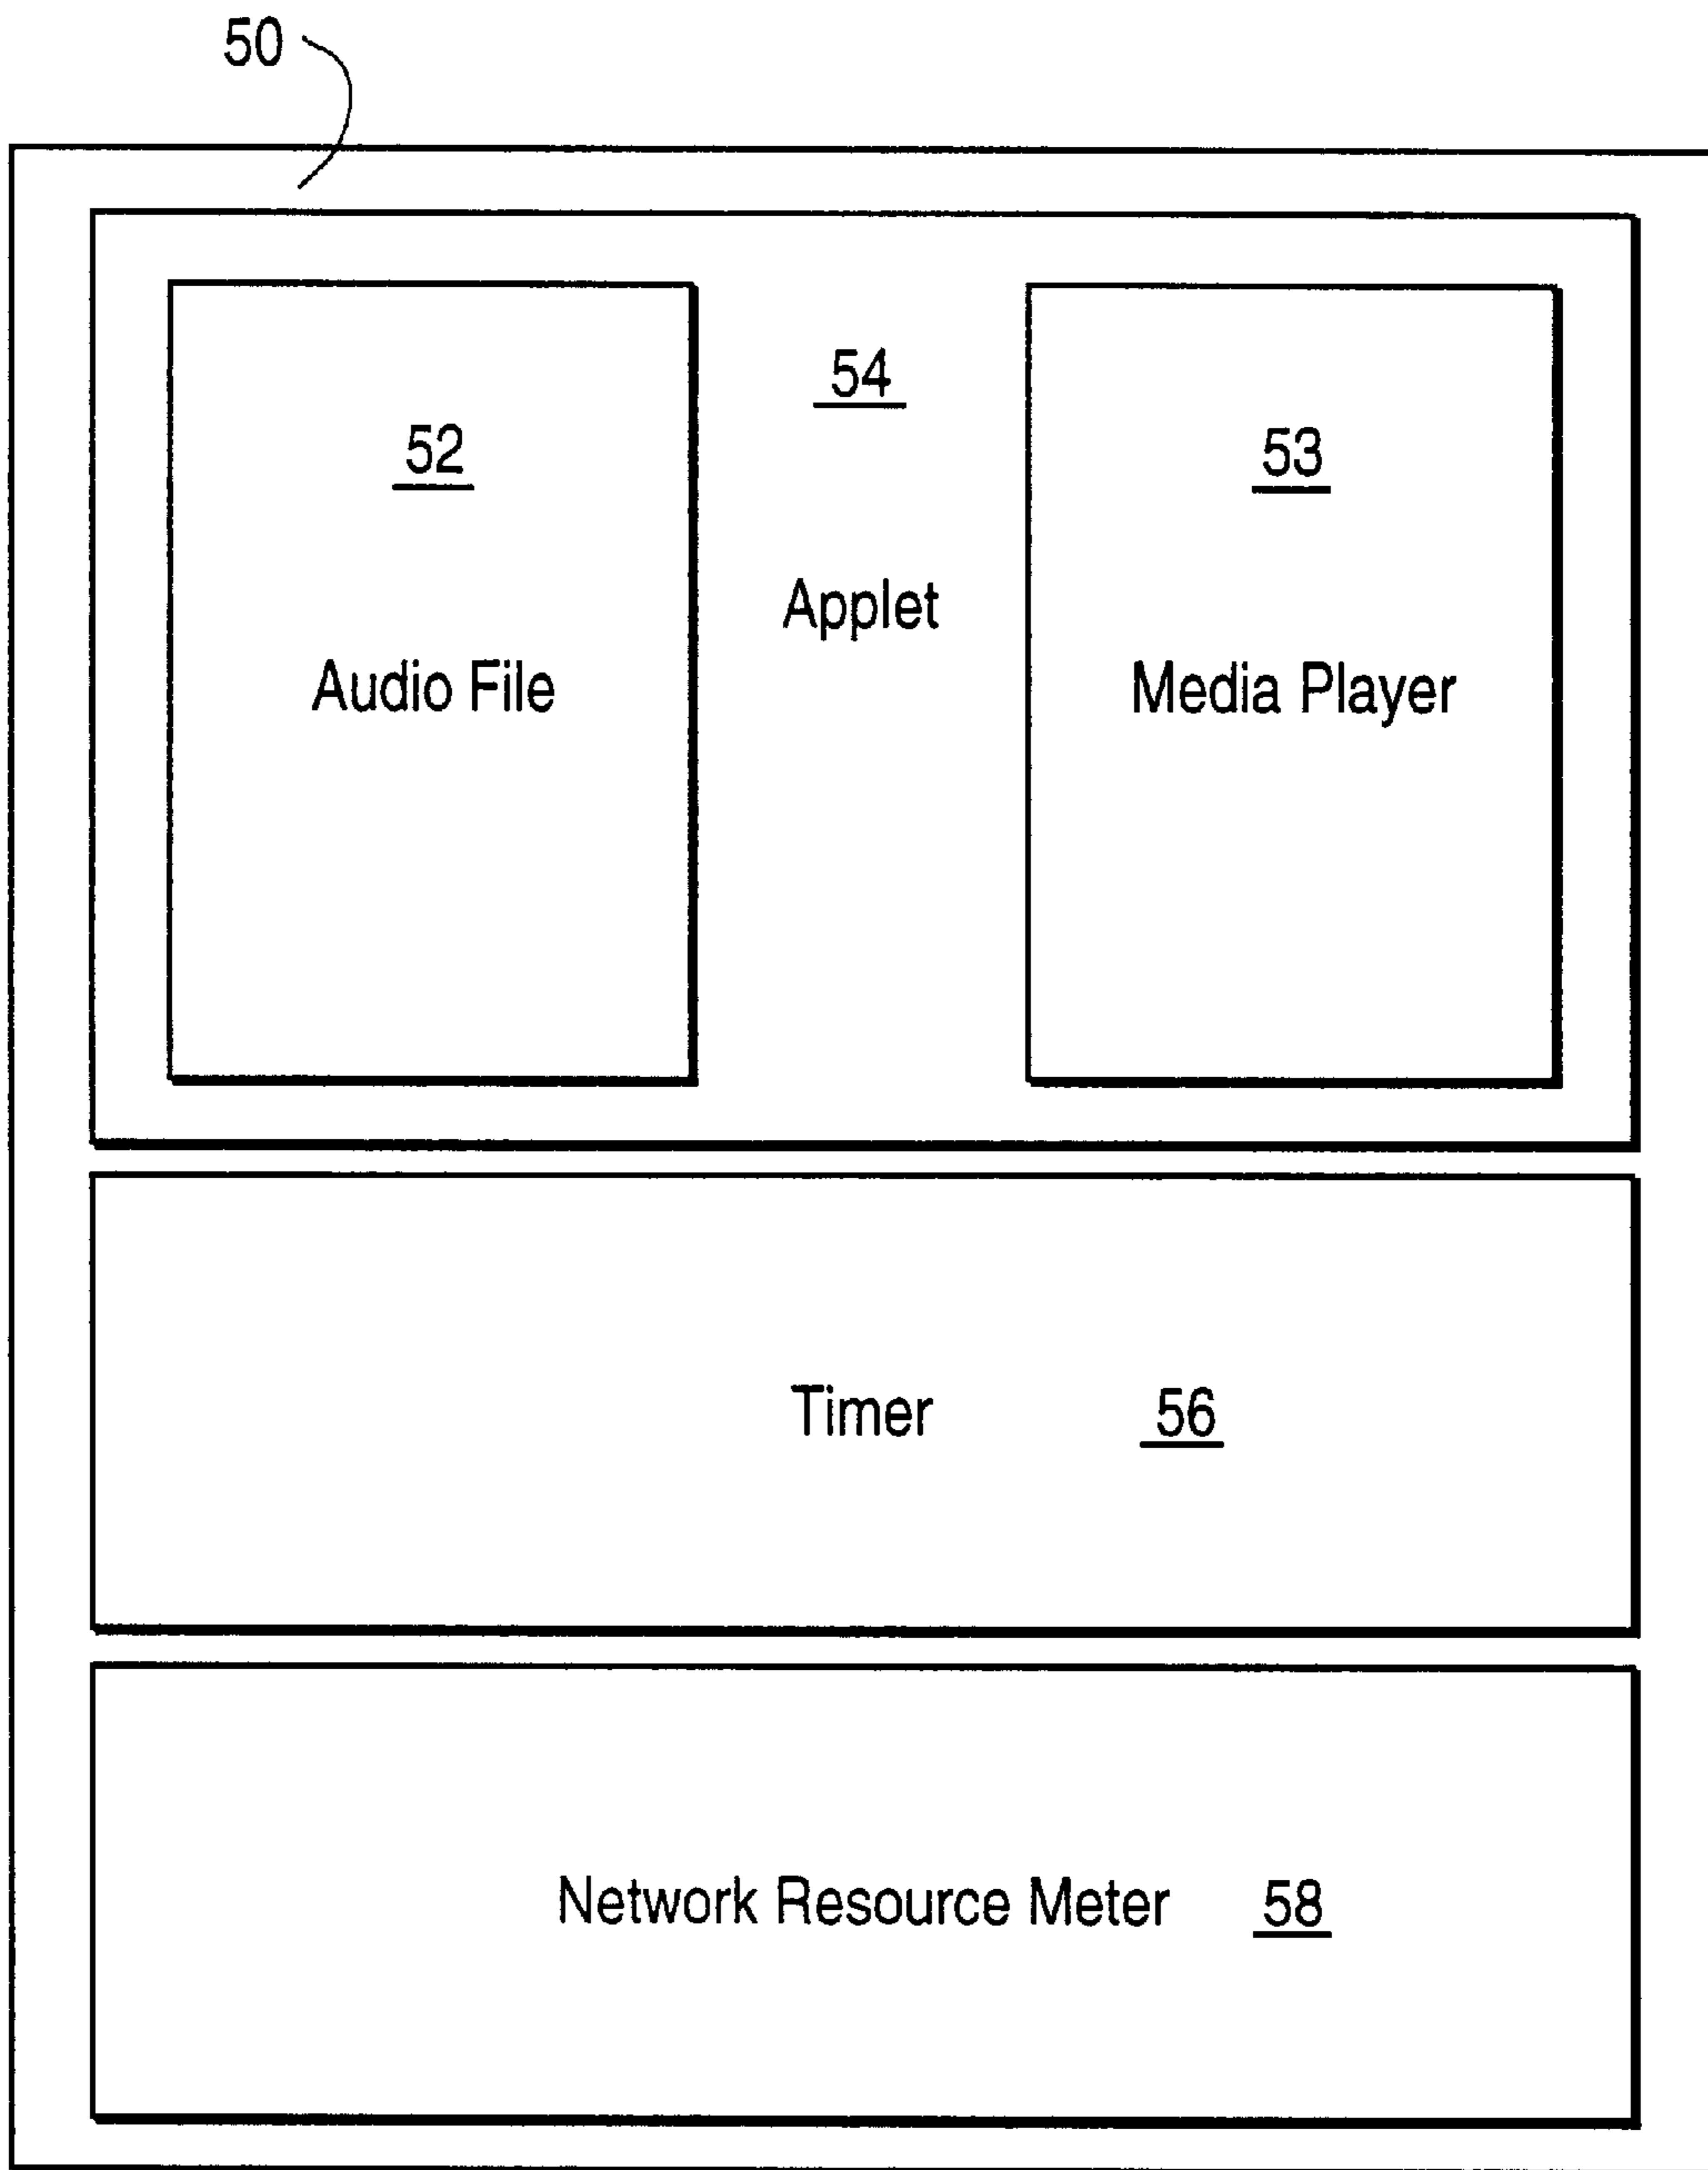 50
54
52
53
Applet
Audio File
Media Player
Timer 56
Network Resource Meter 58